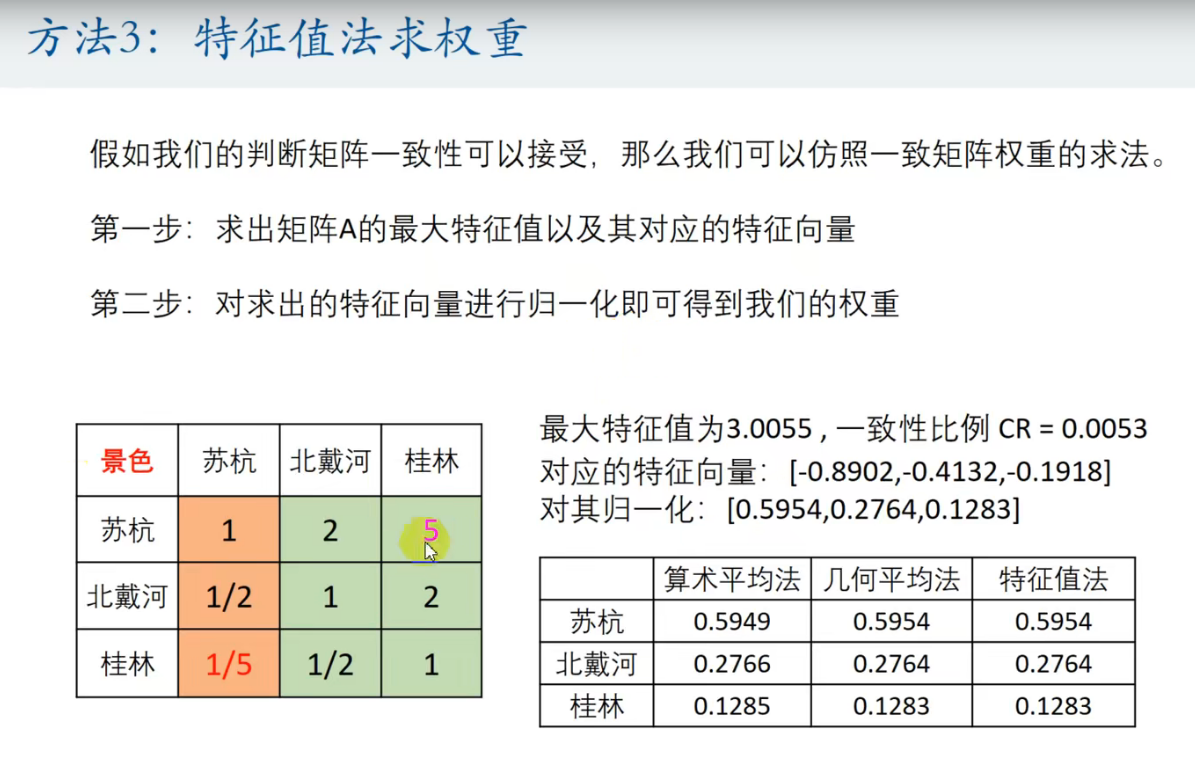 方法3：特征值法求权重
假如我们的判断矩阵一致性可以接受，那么我们可以仿照一致矩阵权重的求法。
第一步：求出矩阵A的最大特征值以及其对应的特征向量
第二步：对求出的特征向量进行归一化即可得到我们的权重
景色 苏杭 北戴河 桂林
苏杭 1 2 5
北戴河 1/2 1 2
桂林 1/5 1/2 1
最大特征值为3.0055 , 一致性比例 CR = 0.0053
对应的特征向量：[-0.8902,-0.4132,-0.1918]
对其归一化：[0.5954,0.2764,0.1283]
算术平均法 几何平均法 特征值法
苏杭 0.5949 0.5954 0.5954
北戴河 0.2766 0.2764 0.2764
桂林 0.1285 0.1283 0.1283